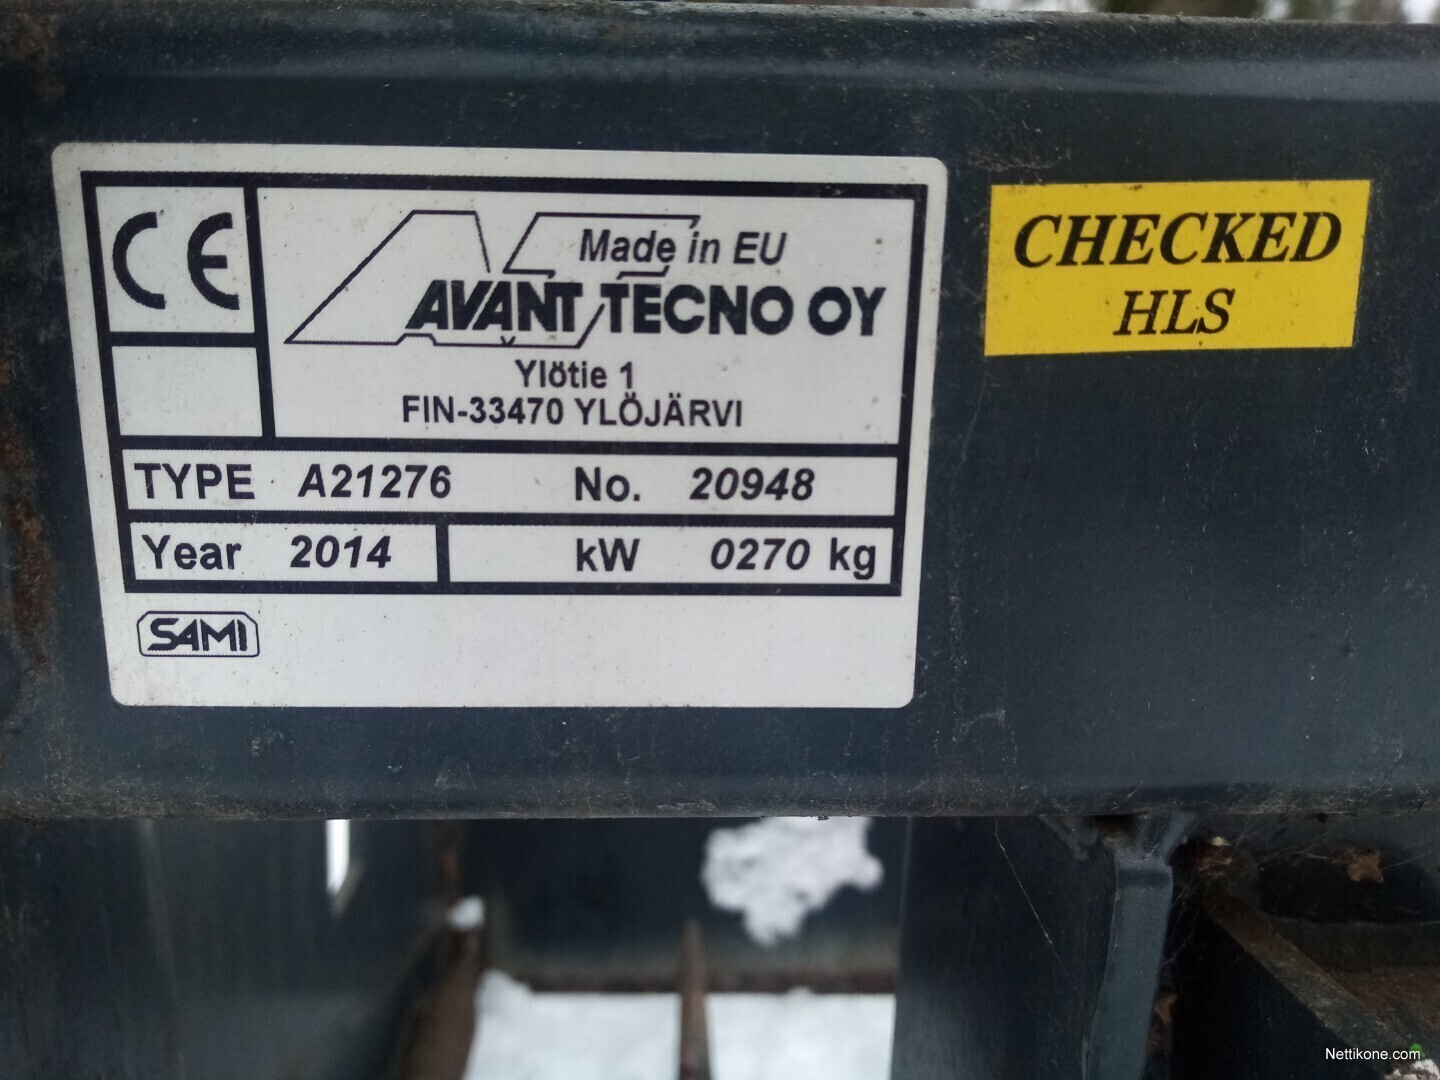 CE
Made in EU
AVANT TECNO OY
Ylötie 1
FIN-33470 YLÖJÄRVI
TYPE A21276 No. 20948
Year 2014 kW 0270 kg
SAMI
CHECKED
HLS
Nettikone.com